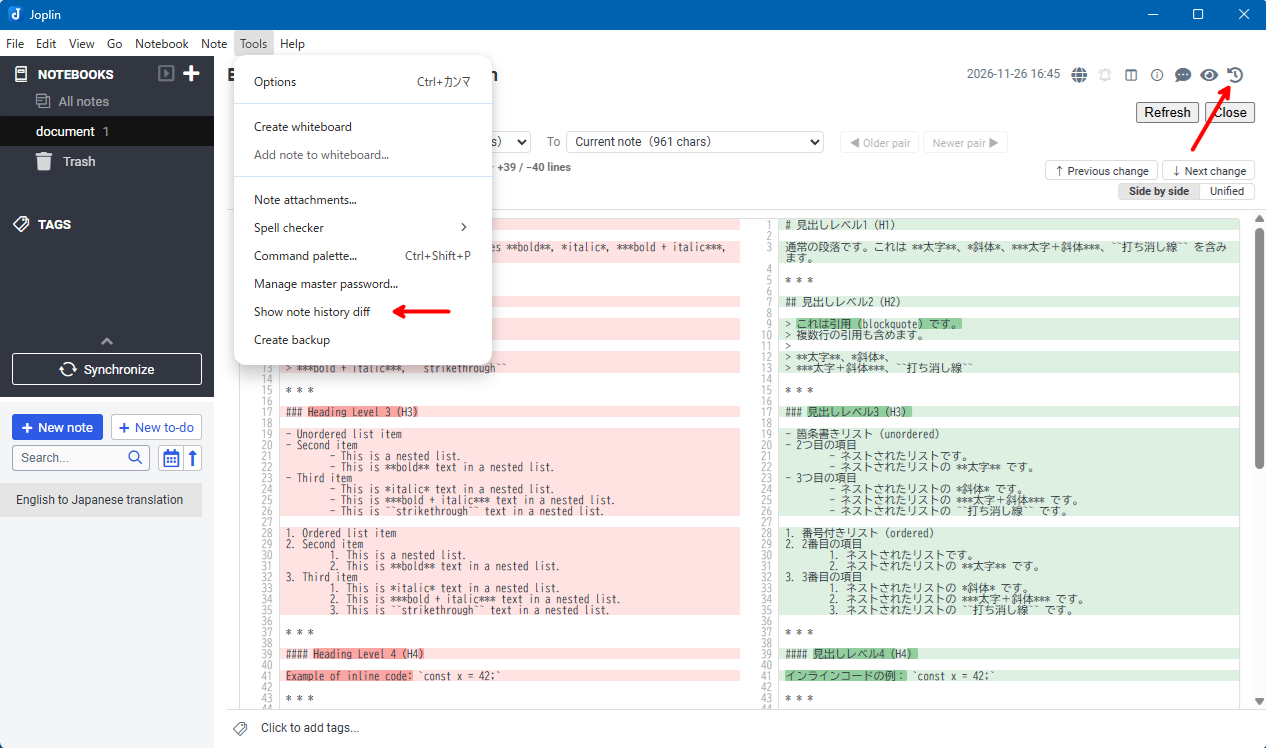 Joplin
File Edit View Go Notebook Note Tools Help
NOTEBOOKS
All notes
document 1
Trash
TAGS
Synchronize
New note
New to-do
Search...
English to Japanese translation
Options Ctrl+カンマ
Create whiteboard
Add note to whiteboard...
Note attachments...
Spell checker
Command palette... Ctrl+Shift+P
Manage master password...
Show note history diff
Create backup
2026-11-26 16:45
Refresh Close
To Current note (961 chars) Older pair Newer pair
+39 / −40 lines
Previous change Next change
Side by side Unified
es **bold**, *italic*, ***bold + italic***,
13 > ***bold + italic***, ``strikethrough``
14
15 * * *
16
17 ### Heading Level 3 (H3)
18
19 - Unordered list item
20 - Second item
21 - This is a nested list.
22 - This is **bold** text in a nested list.
23 - Third item
24 - This is *italic* text in a nested list.
25 - This is ***bold + italic*** text in a nested list.
26 - This is ``strikethrough`` text in a nested list.
27
28 1. Ordered list item
29 2. Second item
30 1. This is a nested list.
31 2. This is **bold** text in a nested list.
32 3. Third item
33 1. This is *italic* text in a nested list.
34 2. This is ***bold + italic*** text in a nested list.
35 3. This is ``strikethrough`` text in a nested list.
36
37 * * *
38
39 #### Heading Level 4 (H4)
40
41 Example of inline code: `const x = 42;`
42
43 * * *
1 # 見出しレベル1 (H1)
2
3 通常の段落です。これは **太字**、*斜体*、***太字＋斜体***、``打ち消し線`` を含み
ます。
4
5 * * *
6
7 ## 見出しレベル2 (H2)
8
9 > これは引用 (blockquote) です。
10 > 複数行の引用も含めます。
11 >
12 > **太字**、*斜体*、
13 > ***太字＋斜体***、``打ち消し線``
14
15 * * *
16
17 ### 見出しレベル3 (H3)
18
19 - 箇条書きリスト (unordered)
20 - 2つ目の項目
21 - ネストされたリストです。
22 - ネストされたリストの **太字** です。
23 - 3つ目の項目
24 - ネストされたリストの *斜体* です。
25 - ネストされたリストの ***太字＋斜体*** です。
26 - ネストされたリストの ``打ち消し線`` です。
27
28 1. 番号付きリスト (ordered)
29 2. 2番目の項目
30 1. ネストされたリストです。
31 2. ネストされたリストの **太字** です。
32 3. 3番目の項目
33 1. ネストされたリストの *斜体* です。
34 2. ネストされたリストの ***太字＋斜体*** です。
35 3. ネストされたリストの ``打ち消し線`` です。
36
37 * * *
38
39 #### 見出しレベル4 (H4)
40
41 インラインコードの例： `const x = 42;`
42
43 * * *
Click to add tags...